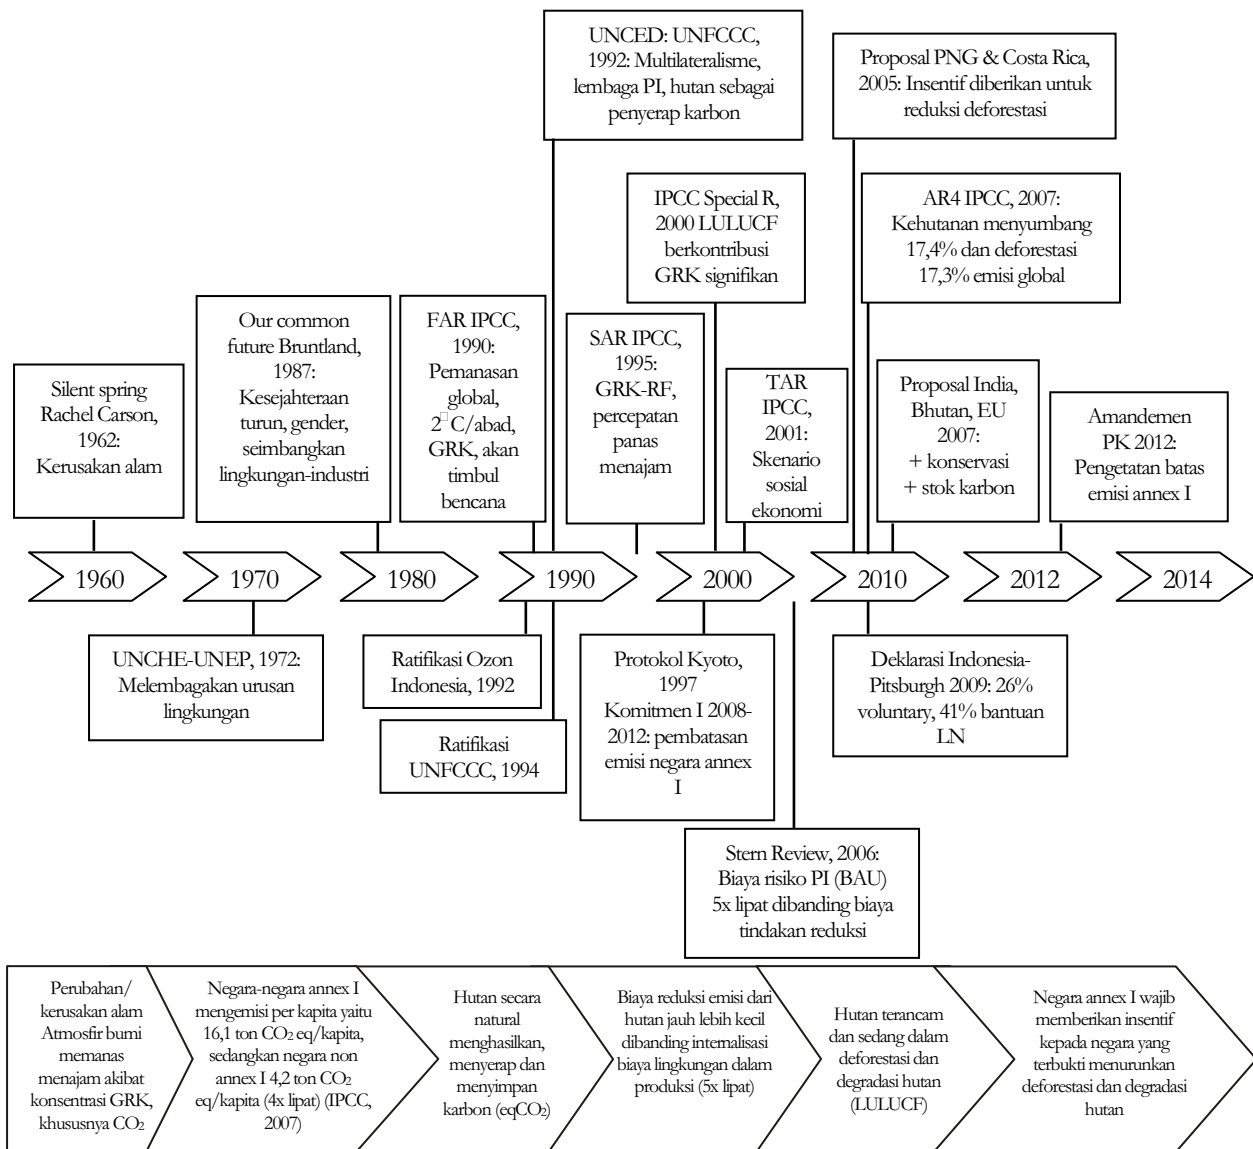 UNCED: UNFCCC,
1992: Multilateralisme,
lembaga PI, hutan sebagai
penyerap karbon
Proposal PNG & Costa Rica,
2005: Insentif diberikan untuk
reduksi deforestasi
IPCC Special R,
2000 LULUCF
berkontribusi
GRK signifikan
AR4 IPCC, 2007:
Kehutanan menyumbang
17,4% dan deforestasi
17,3% emisi global
Silent spring
Rachel Carson,
1962:
Kerusakan alam
Our common
future Bruntland,
1987:
Kesejahteraan
turun, gender,
seimbangkan
lingkungan-industri
FAR IPCC,
1990:
Pemanasan
global,
2□ C/abad,
GRK, akan
timbul
bencana
SAR IPCC,
1995:
GRK-RF,
percepatan
panas
menajam
TAR
IPCC,
2001:
Skenario
sosial
ekonomi
Proposal India,
Bhutan, EU
2007:
+ konservasi
+ stok karbon
Amandemen
PK 2012:
Pengetatan batas
emisi annex I
1960
1970
1980
1990
2000
2010
2012
2014
UNCHE-UNEP, 1972:
Melembagakan urusan
lingkungan
Ratifikasi Ozon
Indonesia, 1992
Ratifikasi
UNFCCC, 1994
Protokol Kyoto,
1997
Komitmen I 2008-
2012: pembatasan
emisi negara annex
I
Deklarasi Indonesia-
Pitsburgh 2009: 26%
voluntary, 41% bantuan
LN
Stern Review, 2006:
Biaya risiko PI (BAU)
5x lipat dibanding biaya
tindakan reduksi
Perubahan/
kerusakan alam
Atmosfir bumi
memanas
menajam akibat
konsentrasi GRK,
khususnya CO₂
Negara-negara annex I
mengemisi per kapita yaitu
16,1 ton CO₂ eq/kapita,
sedangkan negara non
annex I 4,2 ton CO₂
eq/kapita (4x lipat) (IPCC,
2007)
Hutan secara
natural
menghasilkan,
menyerap dan
menyimpan
karbon (eqCO₂)
Biaya reduksi emisi dari
hutan jauh lebih kecil
dibanding internalisasi
biaya lingkungan dalam
produksi (5x lipat)
Hutan terancam
dan sedang dalam
deforestasi dan
degradasi hutan
(LULUCF)
Negara annex I wajib
memberikan insentif
kepada negara yang
terbukti menurunkan
deforestasi dan degradasi
hutan